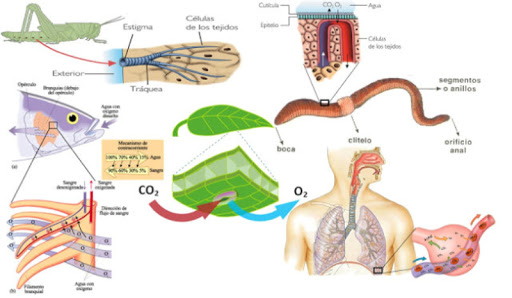 Estigma
Células
de los tejidos
Exterior
Tráquea
Cutícula
CO₂ O₂
Agua
Epitelio
Células
de los tejidos
segmentos
o anillos
boca
clitelo
orificio
anal
Opérculo
Branquias (debajo
del opérculo)
Agua con
oxígeno
disuelto
(a)
Mecanismo de
contracorriente
100% 70% 40% 15% Agua
90% 60% 30% 5% Sangre
Sangre
desoxigenada
Sangre
oxigenada
Dirección de
flujo de sangre
Filamento
branquial
Agua con
oxígeno
(b)
CO₂
O₂